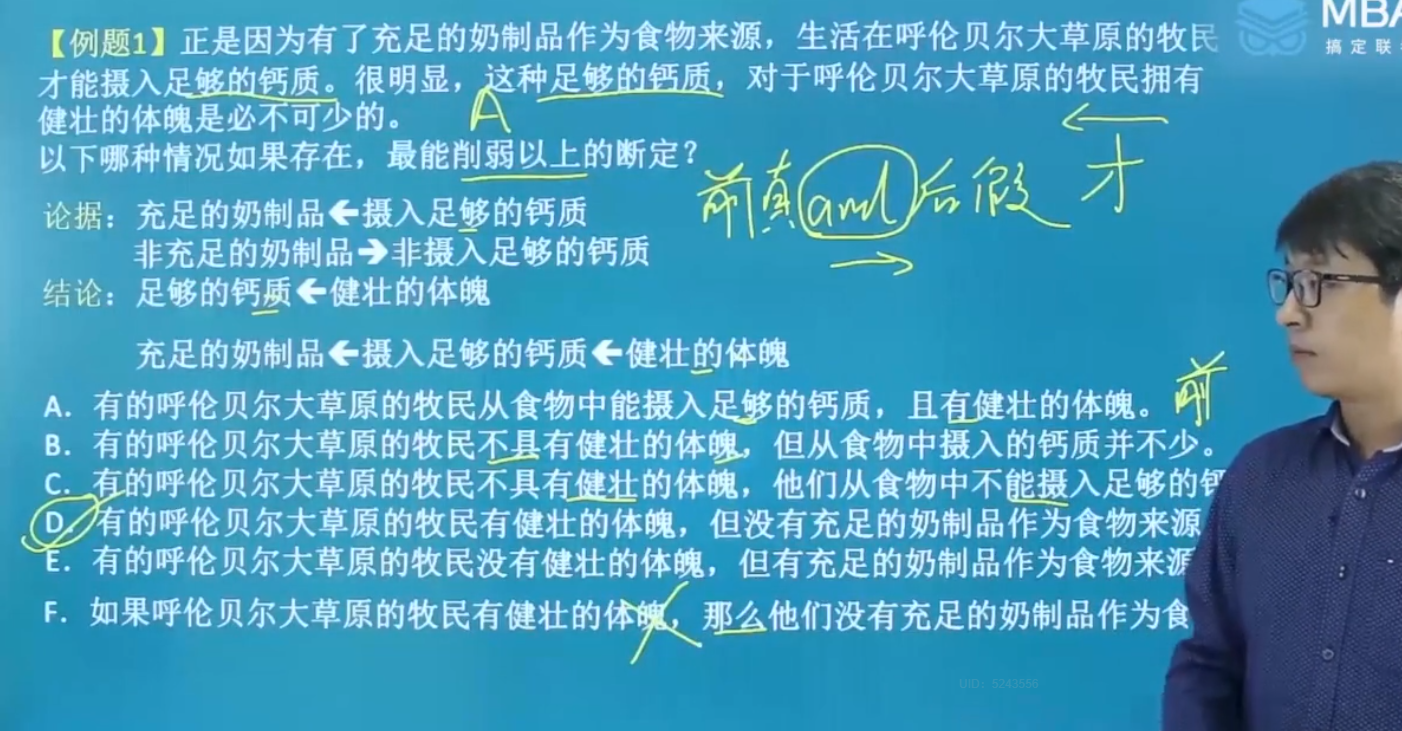 【例题1】正是因为有了充足的奶制品作为食物来源，生活在呼伦贝尔大草原的牧民
才能摄入足够的钙质。很明显，这种足够的钙质，对于呼伦贝尔大草原的牧民拥有
健壮的体魄是必不可少的。
A
以下哪种情况如果存在，最能削弱以上的断定？
前真and后假
才
论据：充足的奶制品←摄入足够的钙质
非充足的奶制品→非摄入足够的钙质
结论：足够的钙质←健壮的体魄
充足的奶制品←摄入足够的钙质←健壮的体魄
A. 有的呼伦贝尔大草原的牧民从食物中能摄入足够的钙质，且有健壮的体魄。
前
B. 有的呼伦贝尔大草原的牧民不具有健壮的体魄，但从食物中摄入的钙质并不少。
C. 有的呼伦贝尔大草原的牧民不具有健壮的体魄，他们从食物中不能摄入足够的
D. 有的呼伦贝尔大草原的牧民有健壮的体魄，但没有充足的奶制品作为食物来源
E. 有的呼伦贝尔大草原的牧民没有健壮的体魄，但有充足的奶制品作为食物来源
F. 如果呼伦贝尔大草原的牧民有健壮的体魄，那么他们没有充足的奶制品作为食
MBA
搞定联
UID: 5243556